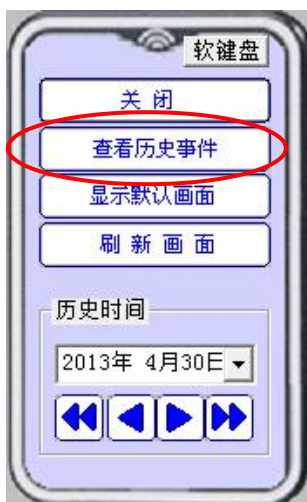 软键盘
关 闭
查看历史事件
显示默认画面
刷 新 画 面
历史时间
2013年 4月30日